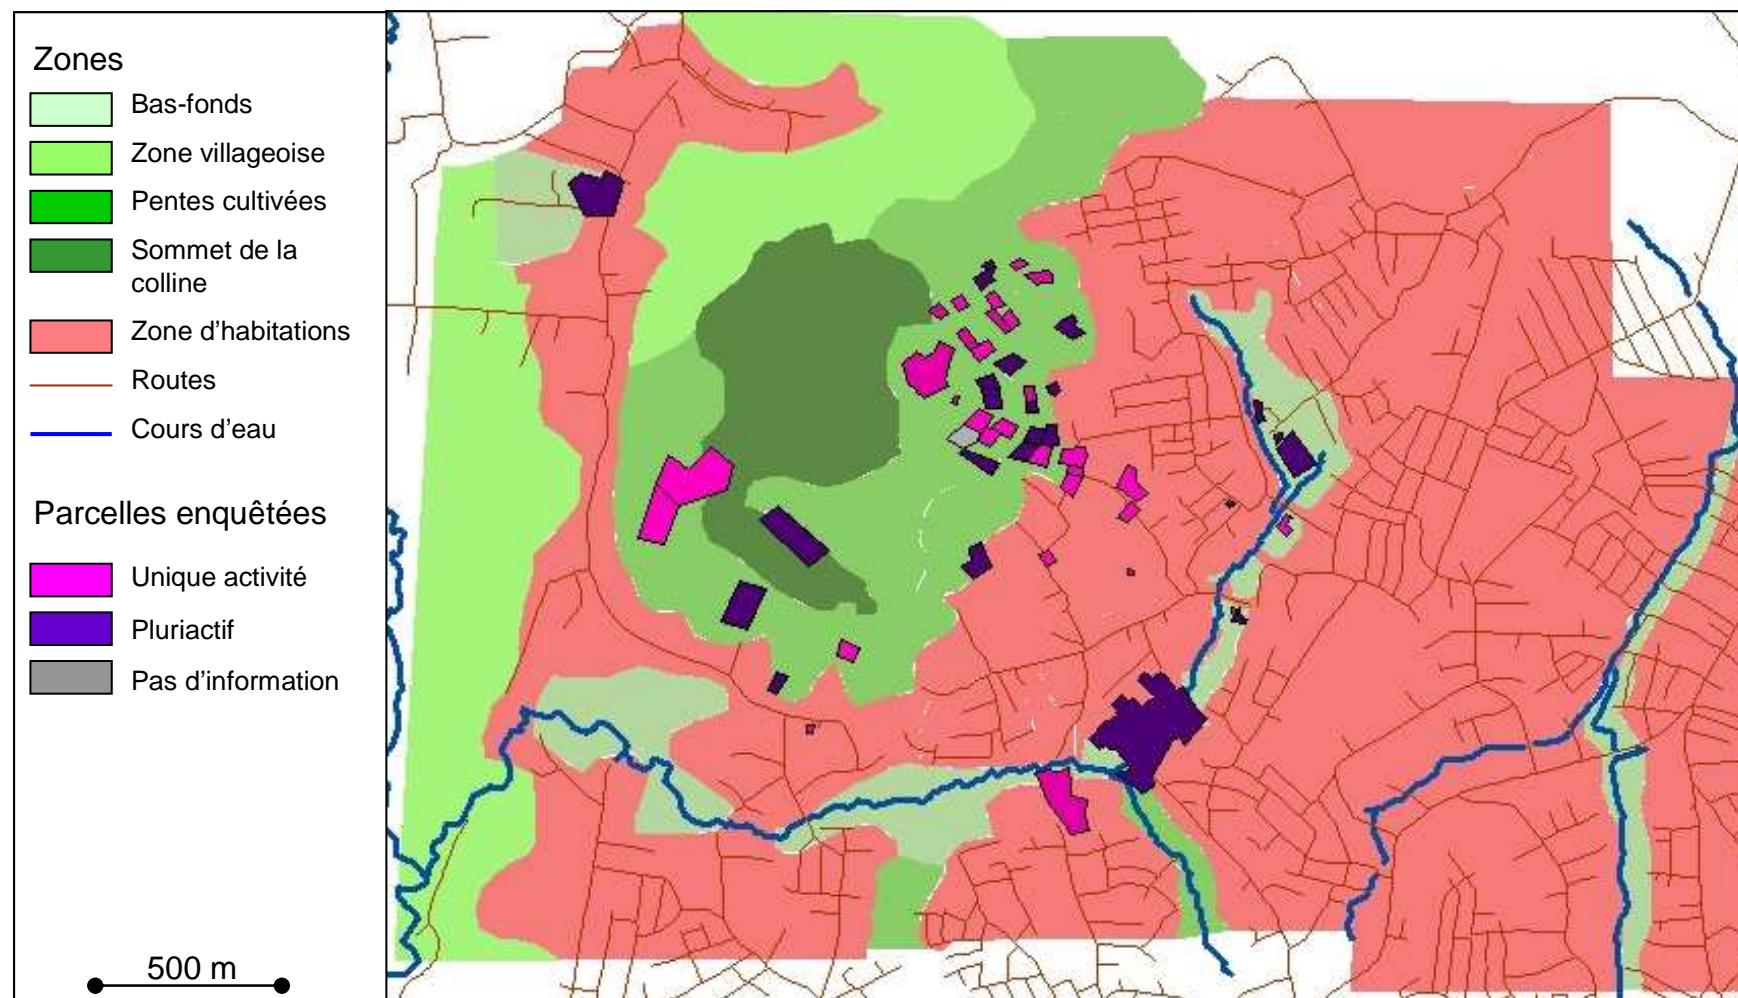 Zones
Bas-fonds
Zone villageoise
Pentes cultivées
Sommet de la
colline
Zone d'habitations
Routes
Cours d'eau
Parcelles enquêtées
Unique activité
Pluriactif
Pas d'information
500 m